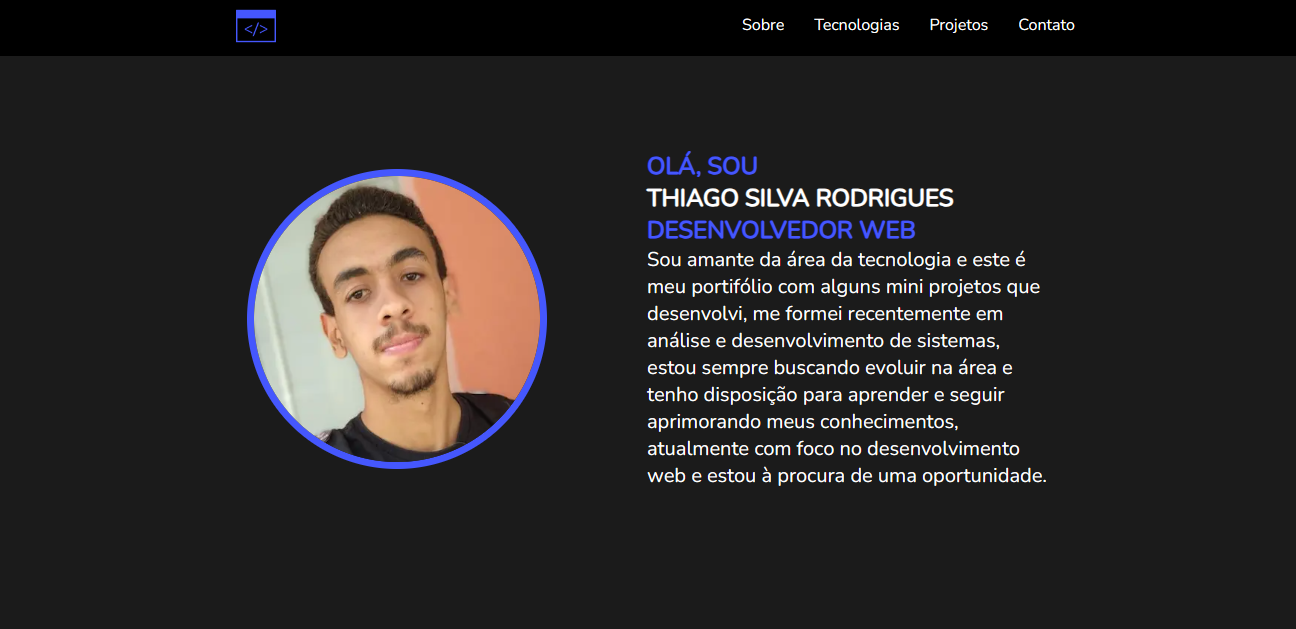 </>
Sobre Tecnologias Projetos Contato
OLÁ, SOU
THIAGO SILVA RODRIGUES
DESENVOLVEDOR WEB
Sou amante da área da tecnologia e este é
meu portifólio com alguns mini projetos que
desenvolvi, me formei recentemente em
análise e desenvolvimento de sistemas,
estou sempre buscando evoluir na área e
tenho disposição para aprender e seguir
aprimorando meus conhecimentos,
atualmente com foco no desenvolvimento
web e estou à procura de uma oportunidade.